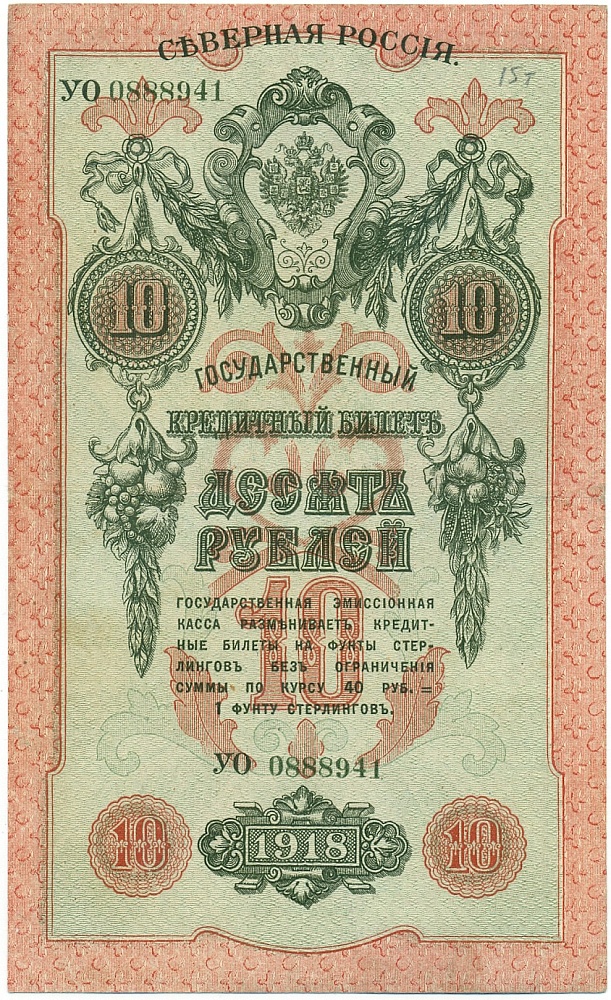 СѢВЕРНАЯ РОССІЯ.
15т
УО 0888941
10 10
ГОСУДАРСТВЕННЫЙ
КРЕДИТНЫЙ БИЛЕТЪ
ДЕСЯТЬ
РУБЛЕЙ
10
ГОСУДАРСТВЕННАЯ ЭМИССІОННАЯ
КАССА РАЗМѢНИВАЕТЪ КРЕДИТ-
НЫЕ БИЛЕТЫ НА ФУНТЫ СТЕР-
ЛИНГОВЪ БЕЗЪ ОГРАНИЧЕНІЯ
СУММЫ ПО КУРСУ 40 РУБ. =
1 ФУНТУ СТЕРЛИНГОВЪ.
УО 0888941
10 1918 10